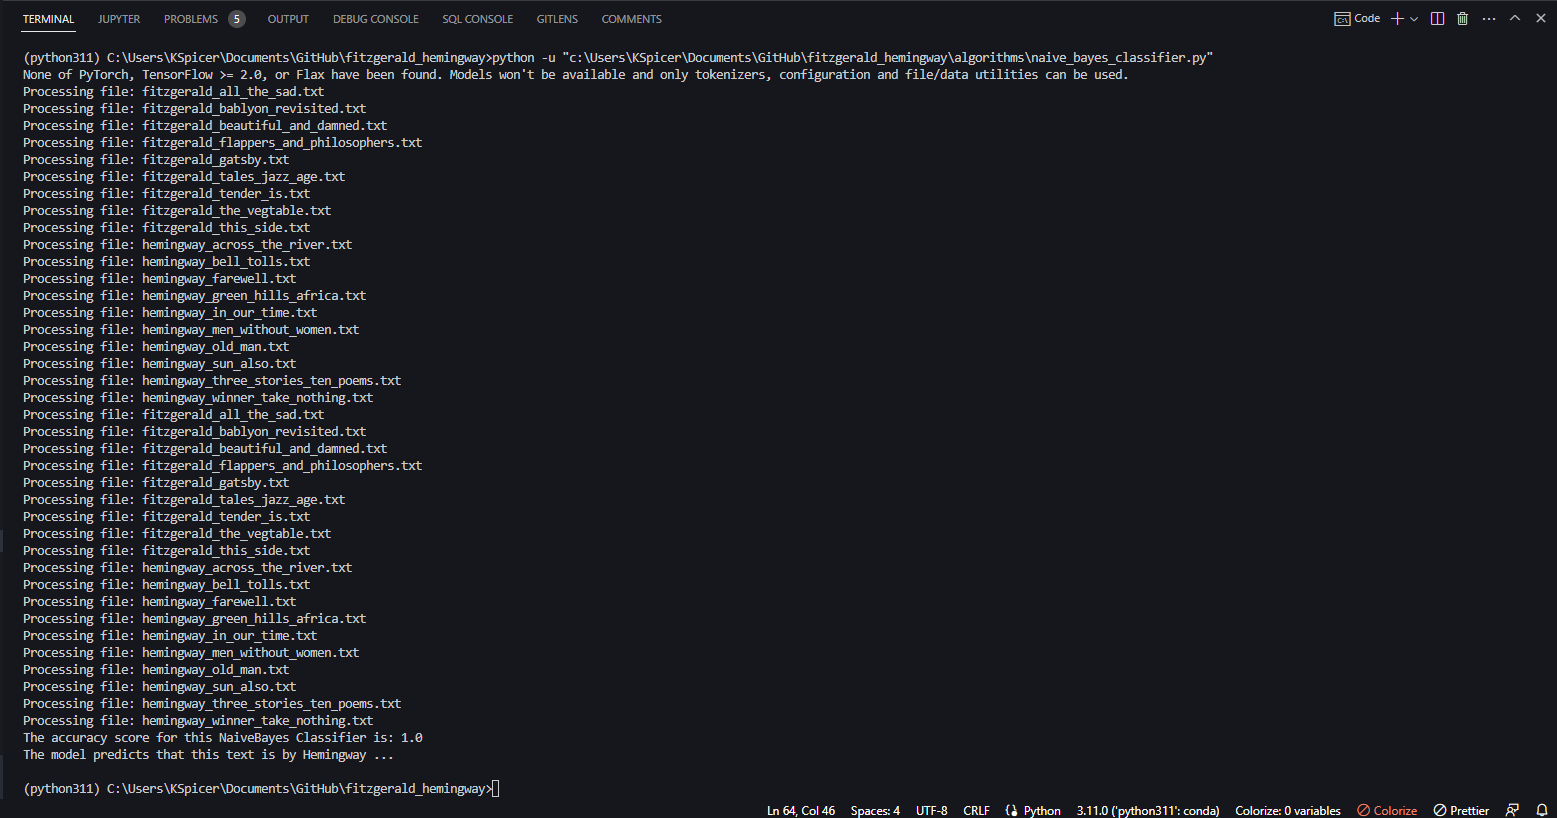 TERMINAL JUPYTER PROBLEMS 5 OUTPUT DEBUG CONSOLE SQL CONSOLE GITLENS COMMENTS Code
(python311) C:\Users\KSpicer\Documents\GitHub\fitzgerald_hemingway>python -u "c:\Users\KSpicer\Documents\GitHub\fitzgerald_hemingway\algorithms\naive_bayes_classifier.py"
None of PyTorch, TensorFlow >= 2.0, or Flax have been found. Models won't be available and only tokenizers, configuration and file/data utilities can be used.
Processing file: fitzgerald_all_the_sad.txt
Processing file: fitzgerald_bablyon_revisited.txt
Processing file: fitzgerald_beautiful_and_damned.txt
Processing file: fitzgerald_flappers_and_philosophers.txt
Processing file: fitzgerald_gatsby.txt
Processing file: fitzgerald_tales_jazz_age.txt
Processing file: fitzgerald_tender_is.txt
Processing file: fitzgerald_the_vegtable.txt
Processing file: fitzgerald_this_side.txt
Processing file: hemingway_across_the_river.txt
Processing file: hemingway_bell_tolls.txt
Processing file: hemingway_farewell.txt
Processing file: hemingway_green_hills_africa.txt
Processing file: hemingway_in_our_time.txt
Processing file: hemingway_men_without_women.txt
Processing file: hemingway_old_man.txt
Processing file: hemingway_sun_also.txt
Processing file: hemingway_three_stories_ten_poems.txt
Processing file: hemingway_winner_take_nothing.txt
Processing file: fitzgerald_all_the_sad.txt
Processing file: fitzgerald_bablyon_revisited.txt
Processing file: fitzgerald_beautiful_and_damned.txt
Processing file: fitzgerald_flappers_and_philosophers.txt
Processing file: fitzgerald_gatsby.txt
Processing file: fitzgerald_tales_jazz_age.txt
Processing file: fitzgerald_tender_is.txt
Processing file: fitzgerald_the_vegtable.txt
Processing file: fitzgerald_this_side.txt
Processing file: hemingway_across_the_river.txt
Processing file: hemingway_bell_tolls.txt
Processing file: hemingway_farewell.txt
Processing file: hemingway_green_hills_africa.txt
Processing file: hemingway_in_our_time.txt
Processing file: hemingway_men_without_women.txt
Processing file: hemingway_old_man.txt
Processing file: hemingway_sun_also.txt
Processing file: hemingway_three_stories_ten_poems.txt
Processing file: hemingway_winner_take_nothing.txt
The accuracy score for this NaiveBayes Classifier is: 1.0
The model predicts that this text is by Hemingway ...
(python311) C:\Users\KSpicer\Documents\GitHub\fitzgerald_hemingway>
Ln 64, Col 46 Spaces: 4 UTF-8 CRLF Python 3.11.0 ('python311': conda) Colorize: 0 variables Colorize Prettier